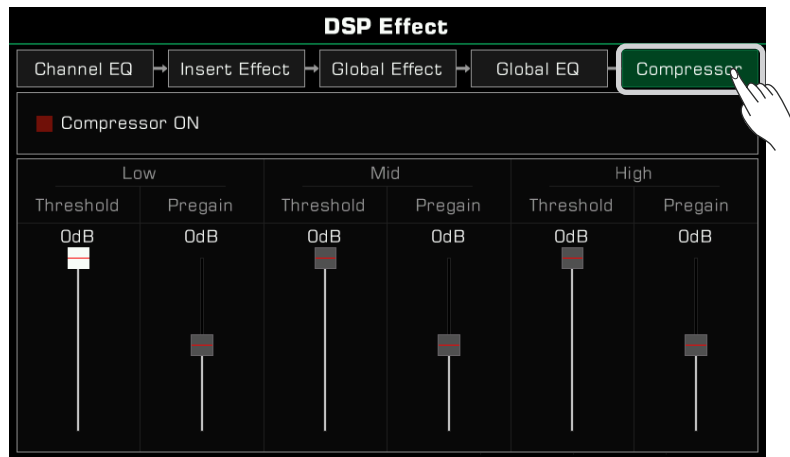 DSP Effect
Channel EQ Insert Effect Global Effect Global EQ Compressor
Compressor ON
Low Mid High
Threshold Pregain Threshold Pregain Threshold Pregain
0dB 0dB 0dB 0dB 0dB 0dB